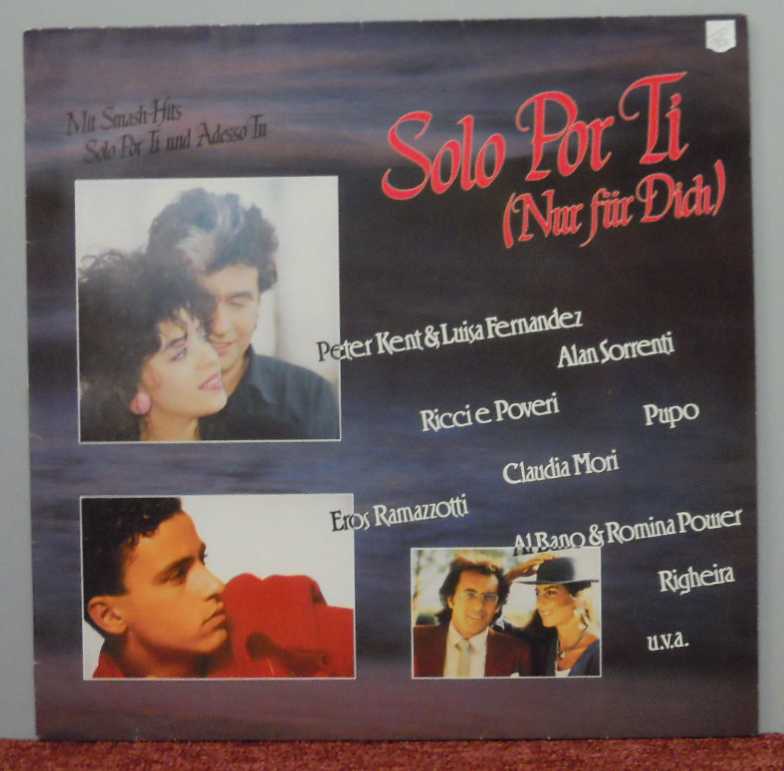 Mit Smash-Hits
Solo Por Ti und Adesso Tu
Solo Por Ti
(Nur für Dich)
Peter Kent & Luisa Fernandez
Alan Sorrenti
Ricci e Poveri
Pupo
Claudia Mori
Eros Ramazzotti
Al Bano & Romina Power
Righeira
u.v.a.